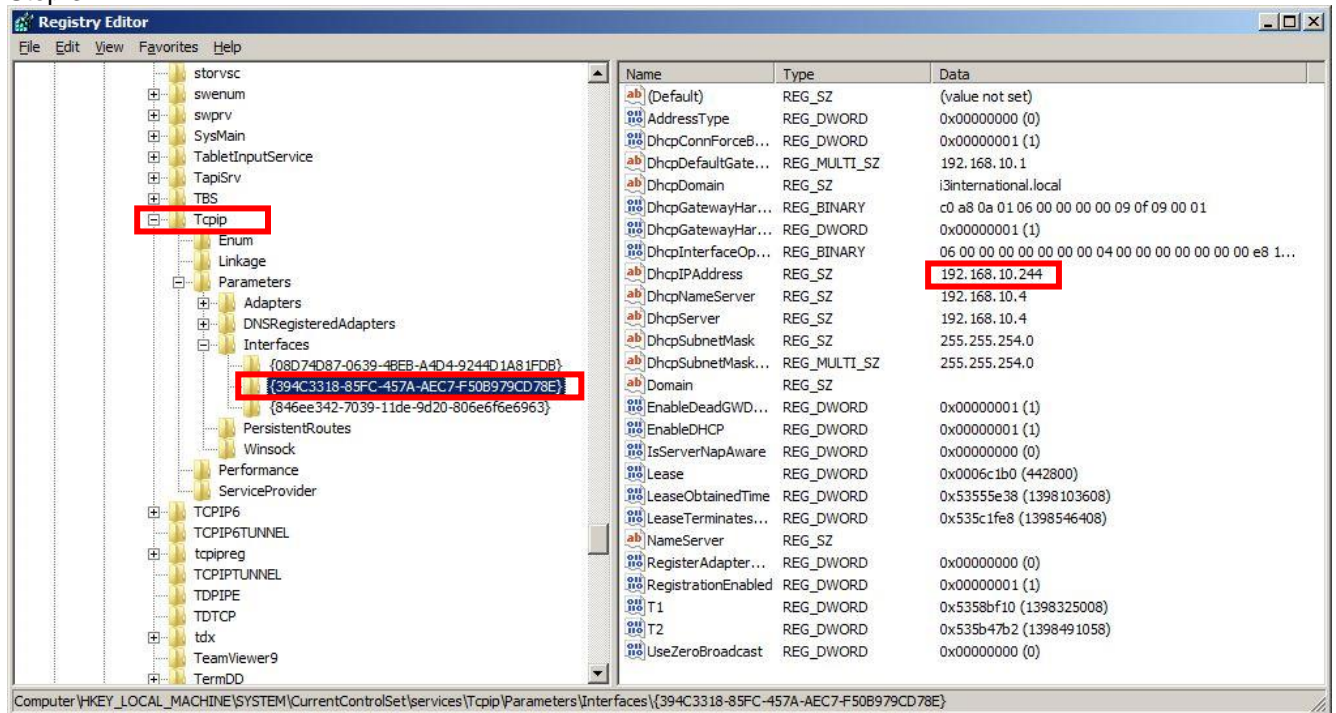 Registry Editor
File Edit View Favorites Help
storvsc
swenum
swprv
SysMain
TabletInputService
TapiSrv
TBS
Tcpip
Enum
Linkage
Parameters
Adapters
DNSRegisteredAdapters
Interfaces
{08D74D87-0639-4BEB-A4D4-9244D1A81FDB}
{394C3318-85FC-457A-AEC7-F50B979CD78E}
{846ee342-7039-11de-9d20-806e6f6e6963}
PersistentRoutes
Winsock
Performance
ServiceProvider
TCPIP6
TCPIP6TUNNEL
tcpipreg
TCPIPTUNNEL
TDPIPE
TDTCP
tdx
TeamViewer9
TermDD
Name Type Data
(Default) REG_SZ (value not set)
AddressType REG_DWORD 0x00000000 (0)
DhcpConnForceB... REG_DWORD 0x00000001 (1)
DhcpDefaultGate... REG_MULTI_SZ 192.168.10.1
DhcpDomain REG_SZ i3international.local
DhcpGatewayHar... REG_BINARY c0 a8 0a 01 06 00 00 00 00 09 0f 09 00 01
DhcpGatewayHar... REG_DWORD 0x00000001 (1)
DhcpInterfaceOp... REG_BINARY 06 00 00 00 00 00 00 00 04 00 00 00 00 00 00 00 e8 1...
DhcpIPAddress REG_SZ 192.168.10.244
DhcpNameServer REG_SZ 192.168.10.4
DhcpServer REG_SZ 192.168.10.4
DhcpSubnetMask REG_SZ 255.255.254.0
DhcpSubnetMask... REG_MULTI_SZ 255.255.254.0
Domain REG_SZ
EnableDeadGWD... REG_DWORD 0x00000001 (1)
EnableDHCP REG_DWORD 0x00000001 (1)
IsServerNapAware REG_DWORD 0x00000000 (0)
Lease REG_DWORD 0x0006c1b0 (442800)
LeaseObtainedTime REG_DWORD 0x53555e38 (1398103608)
LeaseTerminates... REG_DWORD 0x535c1fe8 (1398546408)
NameServer REG_SZ
RegisterAdapter... REG_DWORD 0x00000000 (0)
RegistrationEnabled REG_DWORD 0x00000001 (1)
T1 REG_DWORD 0x5358bf10 (1398325008)
T2 REG_DWORD 0x535b47b2 (1398491058)
UseZeroBroadcast REG_DWORD 0x00000000 (0)
Computer\HKEY_LOCAL_MACHINE\SYSTEM\CurrentControlSet\services\Tcpip\Parameters\Interfaces\{394C3318-85FC-457A-AEC7-F50B979CD78E}